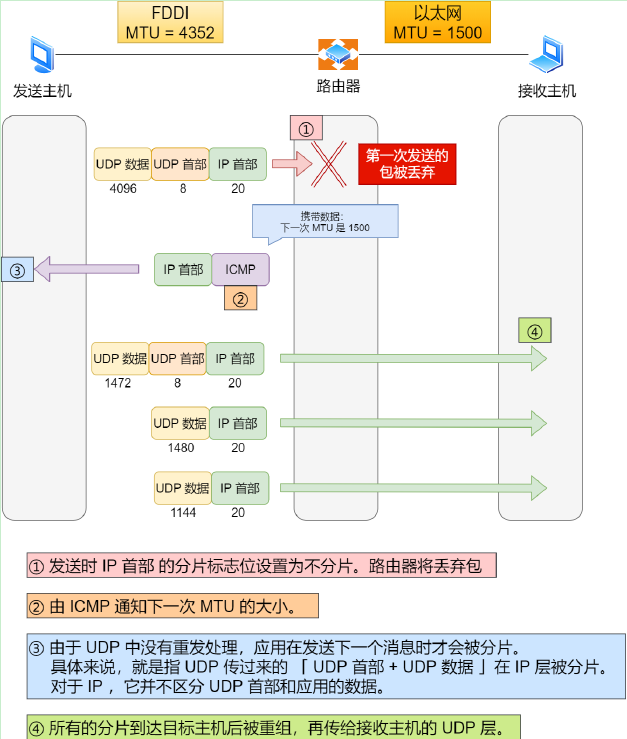 FDDI
MTU = 4352
以太网
MTU = 1500
发送主机
路由器
接收主机
①
UDP 数据 UDP 首部 IP 首部
4096 8 20
第一次发送的
包被丢弃
携带数据:
下一次 MTU 是 1500
③
IP 首部 ICMP
②
④
UDP 数据 UDP 首部 IP 首部
1472 8 20
UDP 数据 IP 首部
1480 20
UDP 数据 IP 首部
1144 20
① 发送时 IP 首部 的分片标志位设置为不分片。路由器将丢弃包
② 由 ICMP 通知下一次 MTU 的大小。
③ 由于 UDP 中没有重发处理，应用在发送下一个消息时才会被分片。
具体来说，就是指 UDP 传过来的 「 UDP 首部 + UDP 数据 」在 IP 层被分片。
对于 IP ，它并不区分 UDP 首部和应用的数据。
④ 所有的分片到达目标主机后被重组，再传给接收主机的 UDP 层。